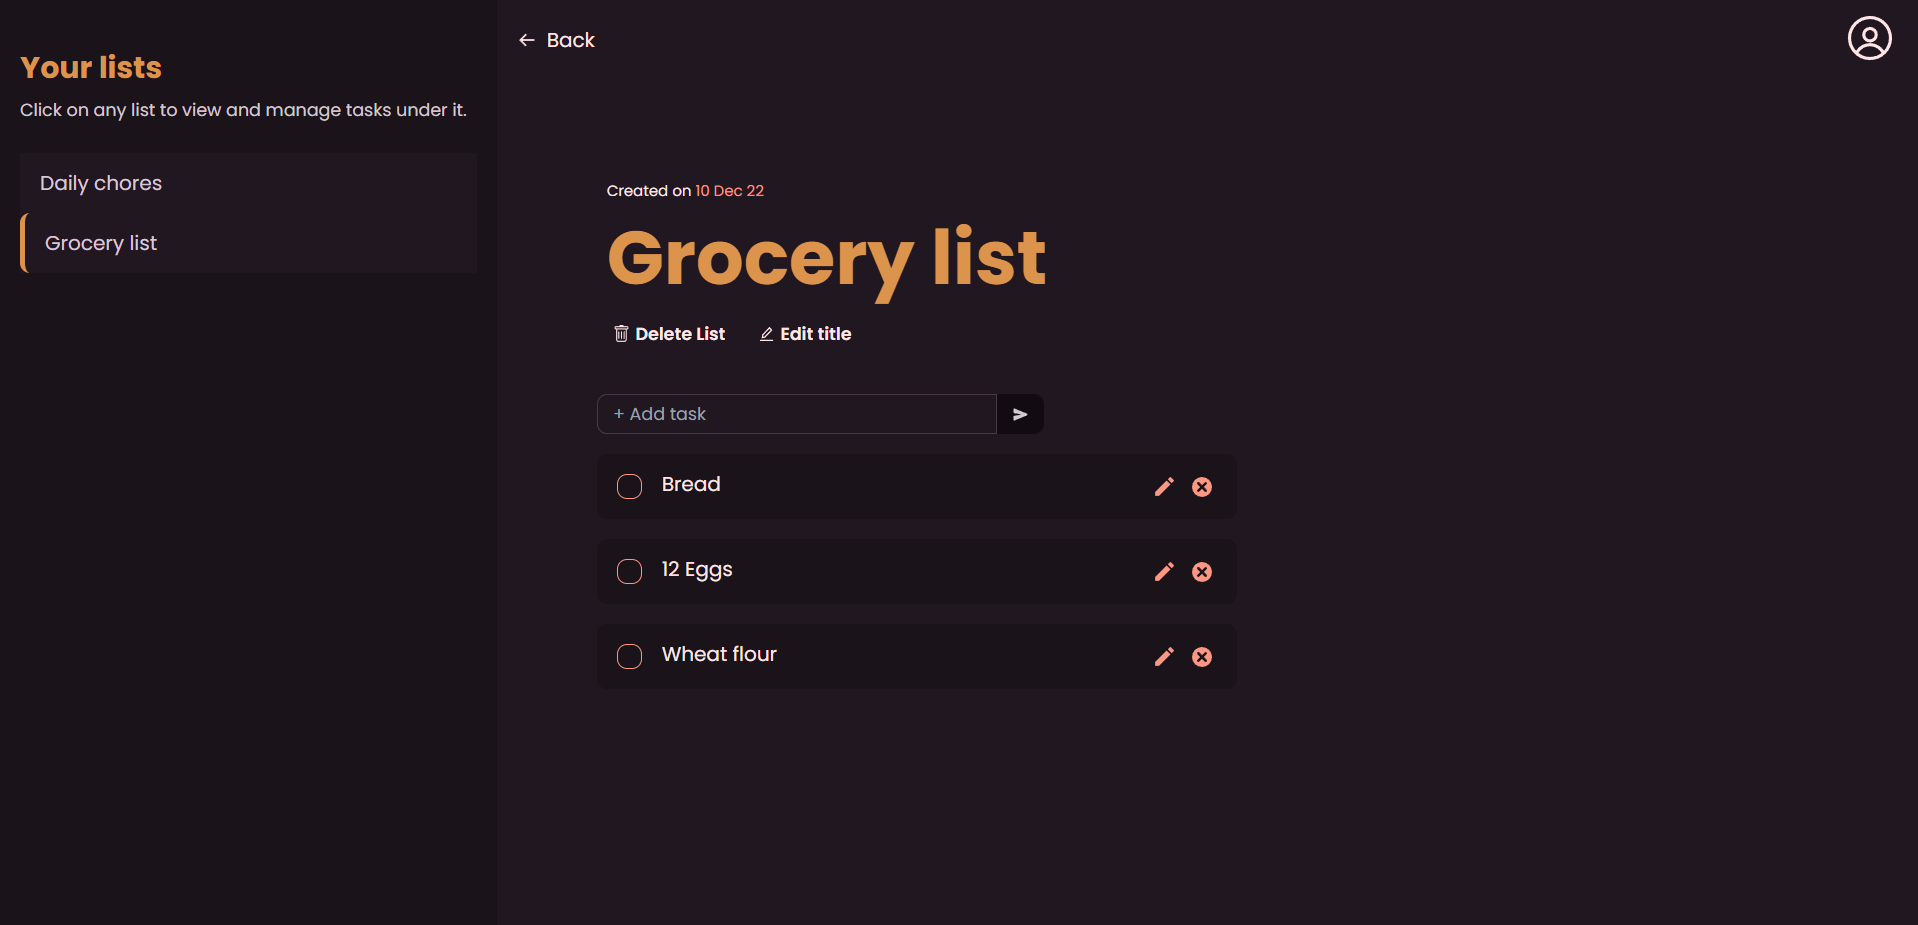 Your lists
Click on any list to view and manage tasks under it.
Daily chores
Grocery list
Back
Created on 10 Dec 22
Grocery list
Delete List Edit title
+ Add task
Bread
12 Eggs
Wheat flour